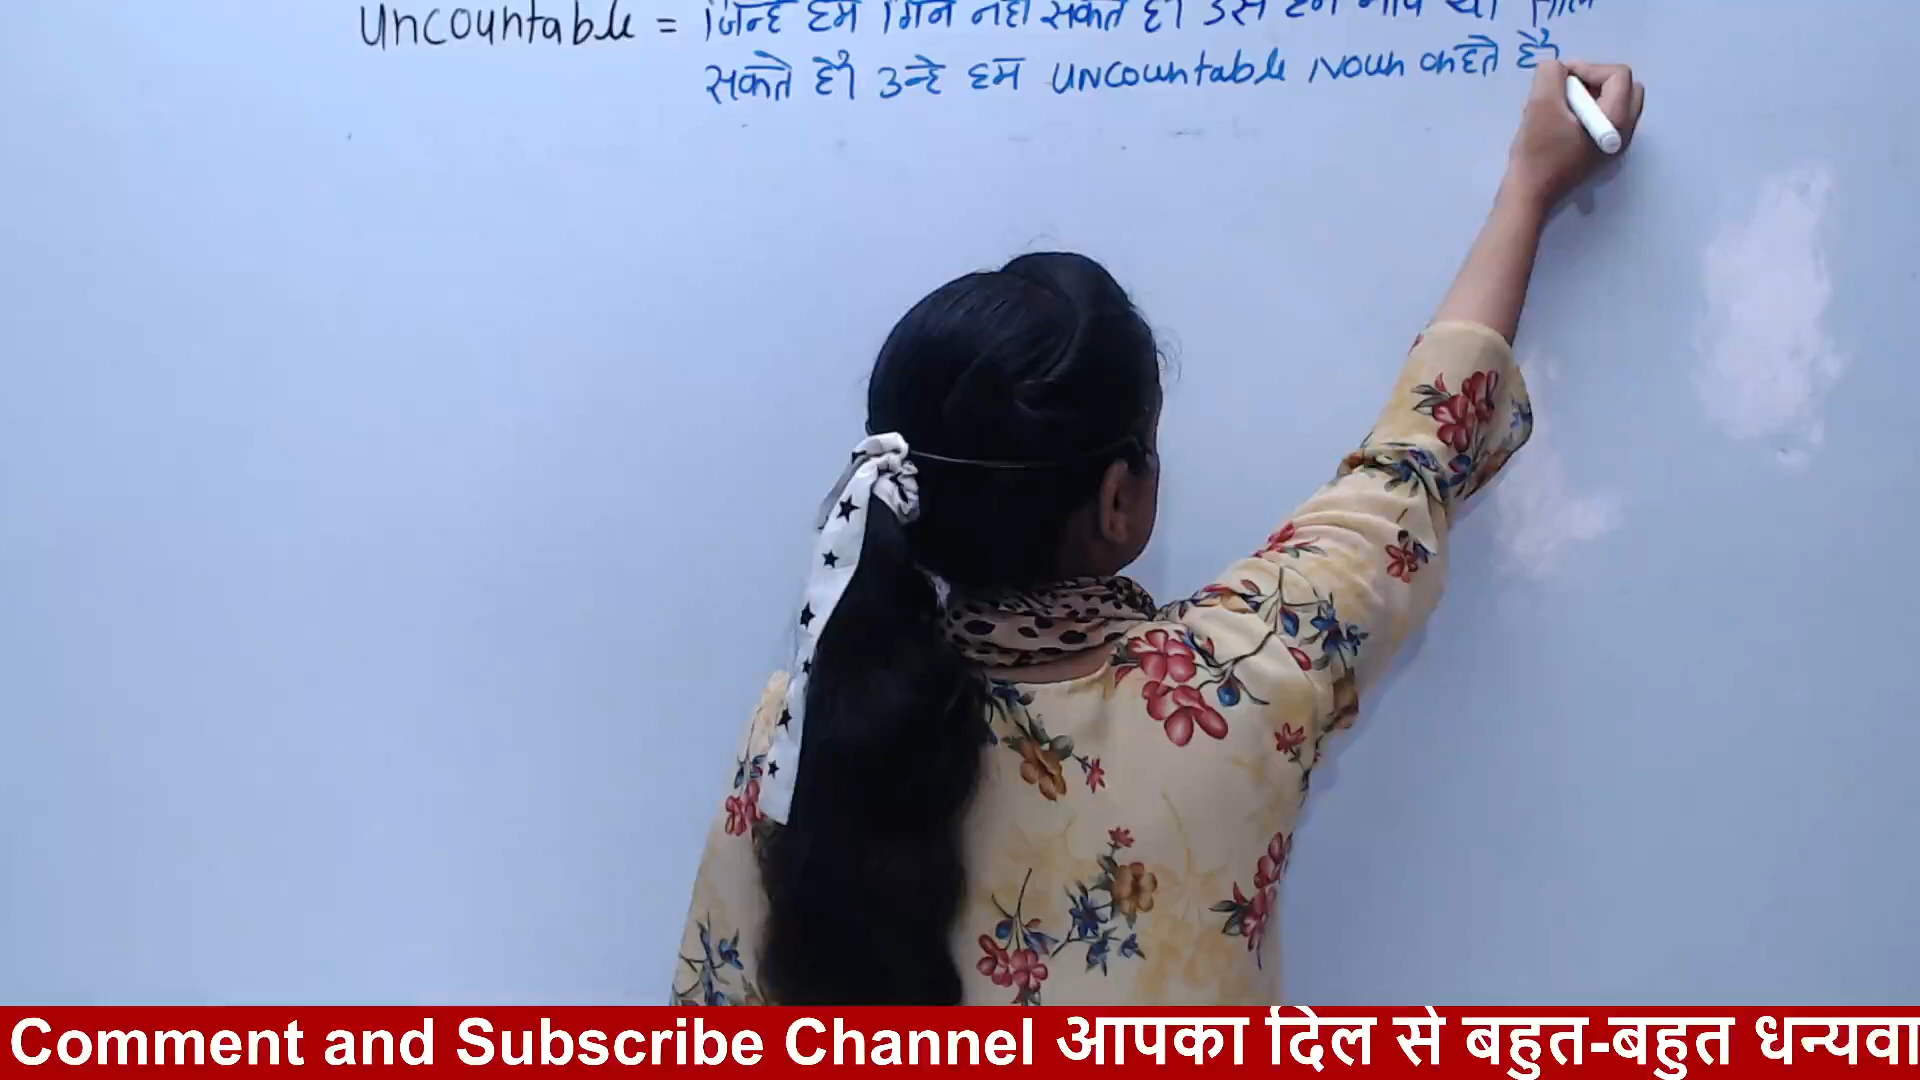 Uncountable = जिन्हे हम गिन नही सकते है। उसे हम माप या तोल
सकते है। उन्हे हम uncountable Noun कहते है
Comment and Subscribe Channel आपका दिल से बहुत-बहुत धन्यवा